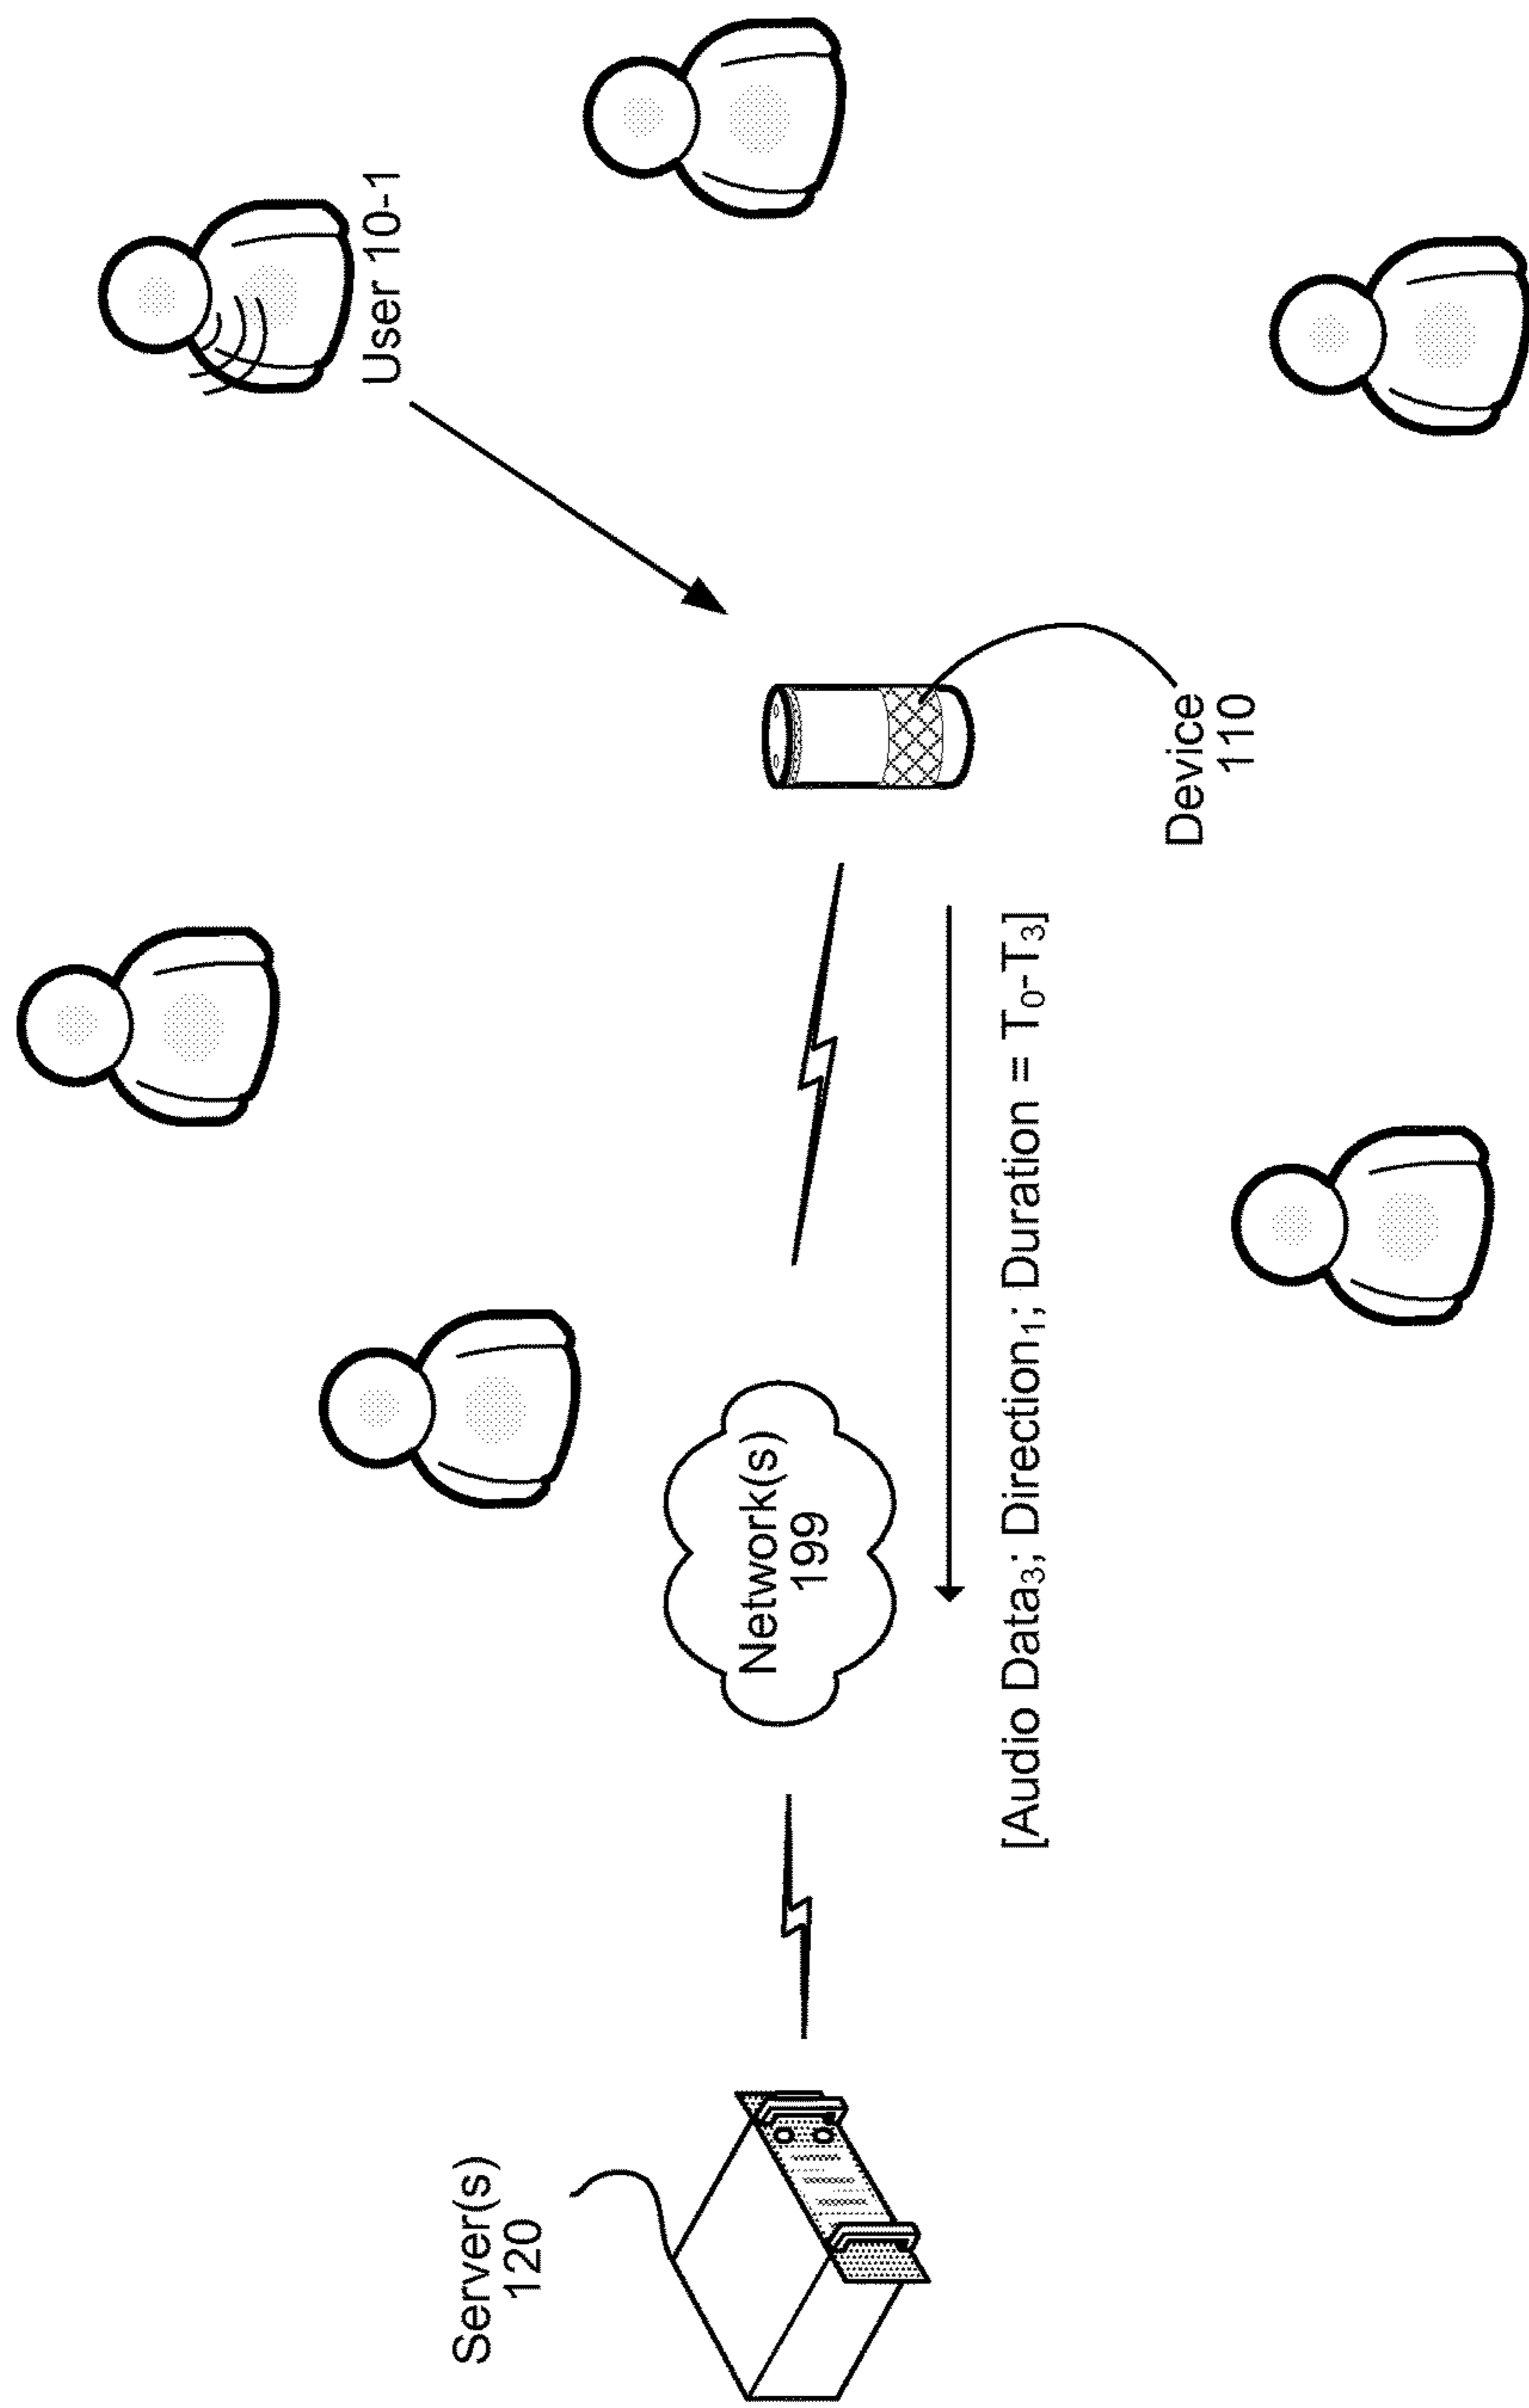 Server(s)
120
Network(s)
199
[Audio Data₃; Direction₁; Duration = T₀-T₃]
Device
110
User 10-1